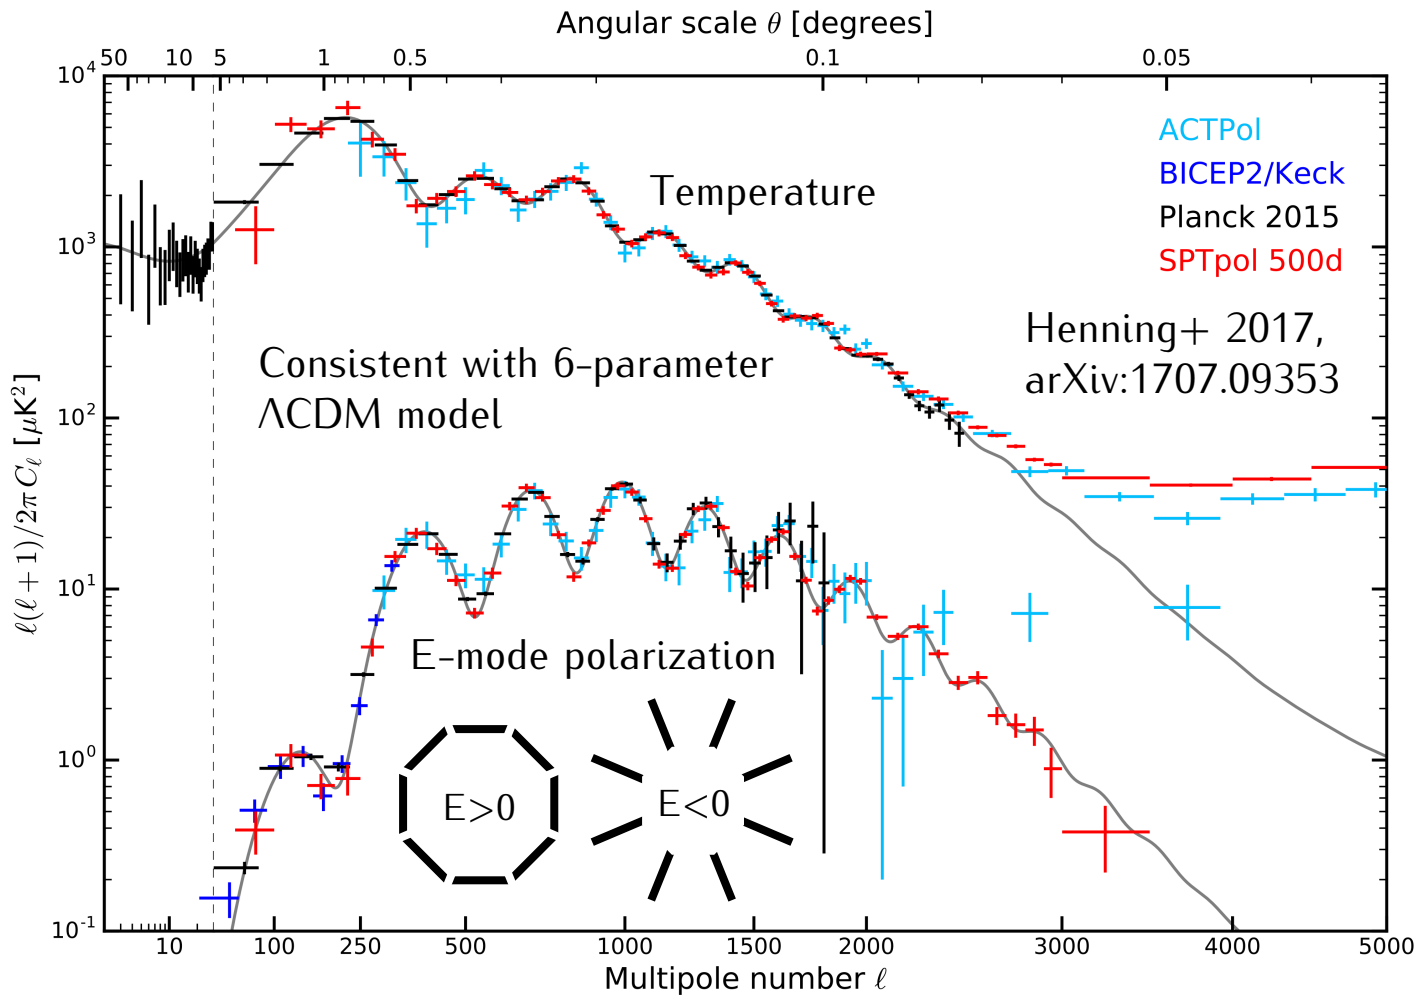 Angular scale θ [degrees]
50 10 5 1 0.5 0.1 0.05
10⁴
ACTPol
BICEP2/Keck
Planck 2015
SPTpol 500d
Temperature
10³
Henning+ 2017,
arXiv:1707.09353
Consistent with 6-parameter
ΛCDM model
10²
ℓ(ℓ+1)/2π C_ℓ [μK²]
10¹
E-mode polarization
10⁰
E>0
E<0
10⁻¹
10 100 250 500 1000 1500 2000 3000 4000 5000
Multipole number ℓ